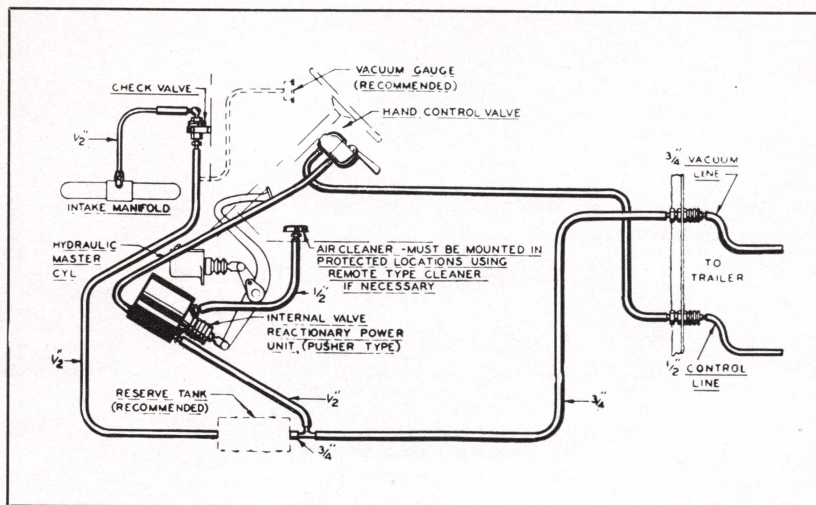 VACUUM GAUGE
(RECOMMENDED)
CHECK VALVE
HAND CONTROL VALVE
1/2"
3/4" VACUUM
LINE
INTAKE MANIFOLD
HYDRAULIC
MASTER
CYL
AIR CLEANER - MUST BE MOUNTED IN
PROTECTED LOCATIONS USING
REMOTE TYPE CLEANER
IF NECESSARY
TO
TRAILER
1/2"
INTERNAL VALVE
REACTIONARY POWER
UNIT, (PUSHER TYPE)
1/2"
1/2"
CONTROL
LINE
RESERVE TANK
(RECOMMENDED)
1/2"
3/4"
3/4"